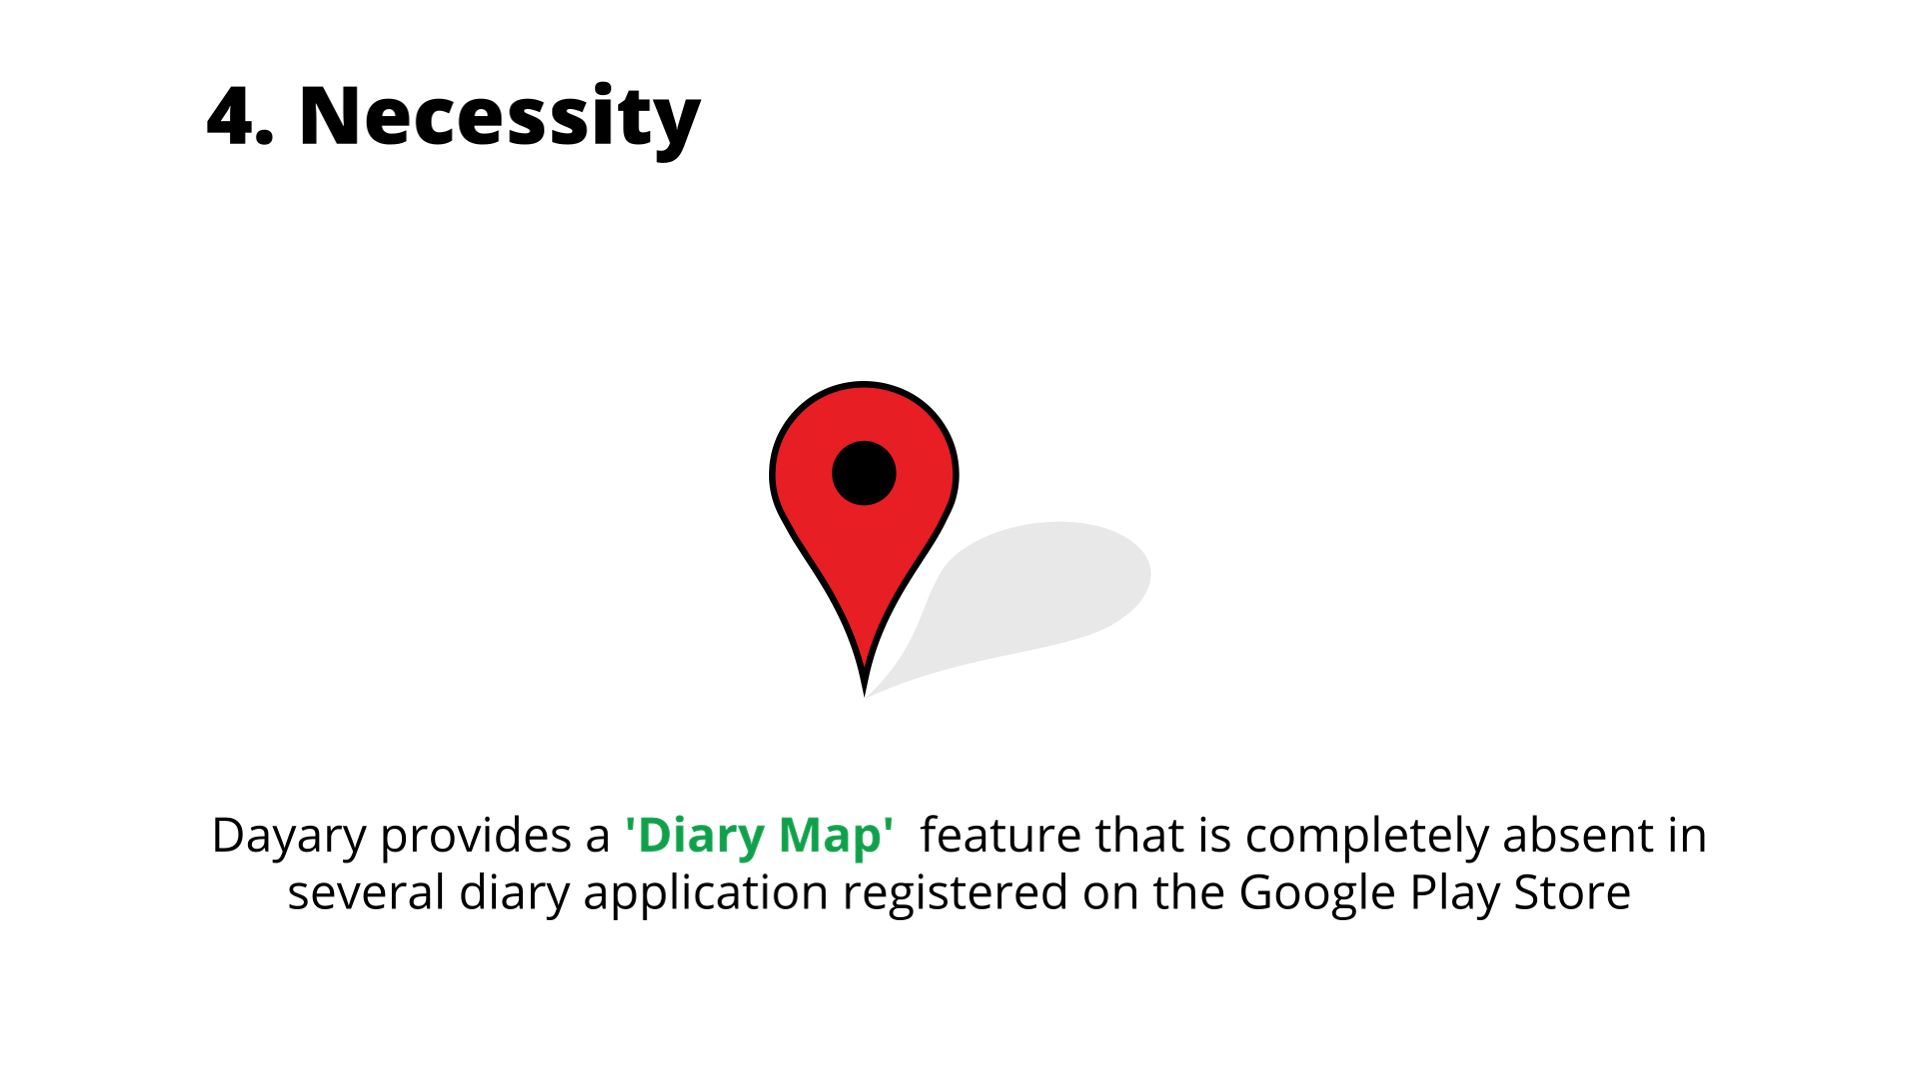 4. Necessity
Dayary provides a 'Diary Map' feature that is completely absent in
several diary application registered on the Google Play Store